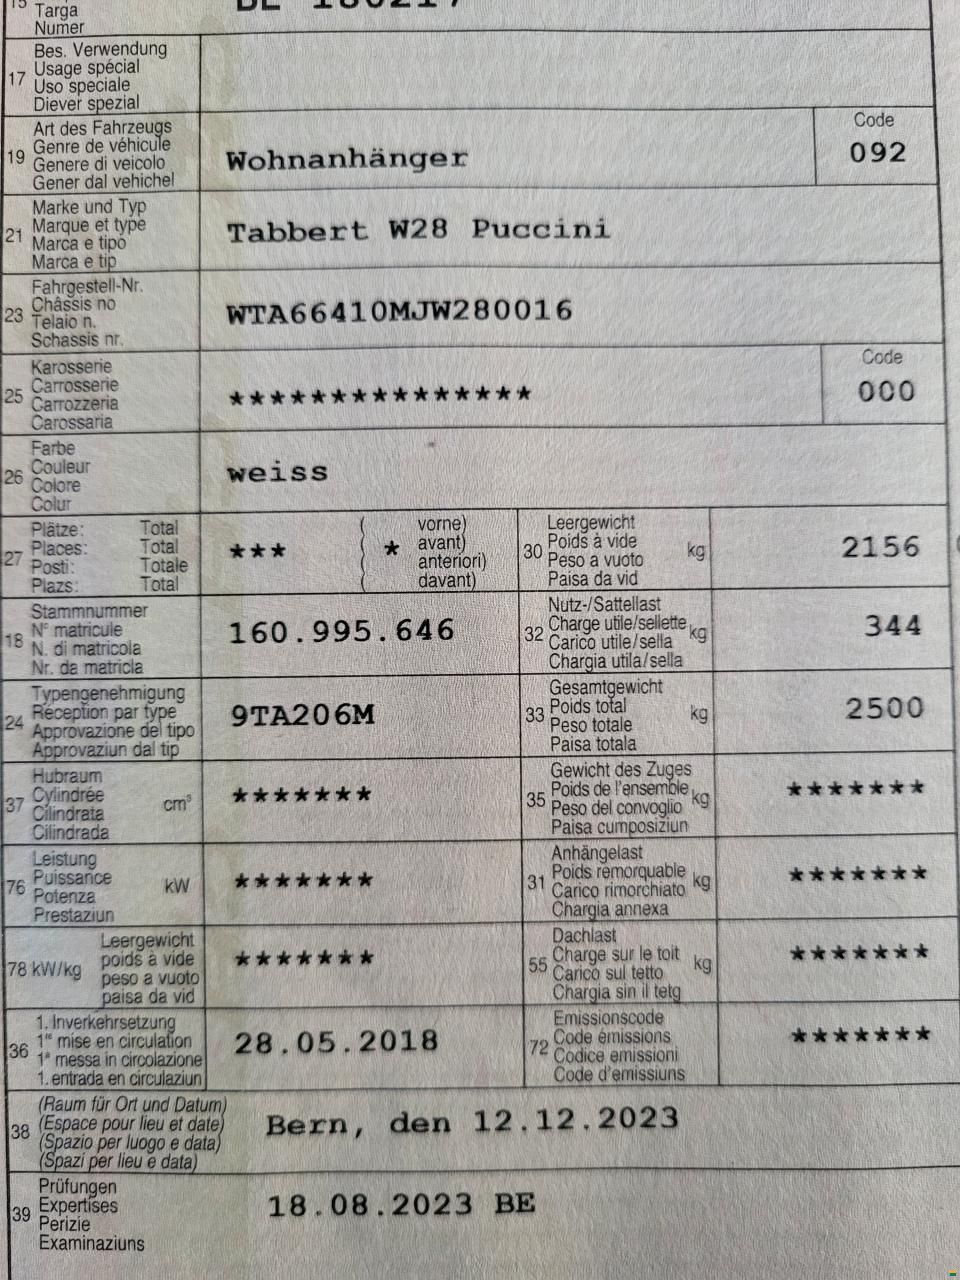 15
Targa
Numer
17
Bes. Verwendung
Usage spécial
Uso speciale
Diever spezial
19
Art des Fahrzeugs
Genre de véhicule
Genere di veicolo
Gener dal vehichel
Wohnanhänger
Code
092
21
Marke und Typ
Marque et type
Marca e tipo
Marca e tip
Tabbert W28 Puccini
23
Fahrgestell-Nr.
Châssis no
Telaio n.
Schassis nr.
WTA66410MJW280016
25
Karosserie
Carrosserie
Carrozzeria
Carossaria
***************
Code
000
26
Farbe
Couleur
Colore
Colur
weiss
27
Plätze: Total
Places: Total
Posti: Totale
Plazs: Total
***
*
( vorne)
( avant)
( anteriori)
( davant)
30
Leergewicht
Poids à vide
Peso a vuoto
Paisa da vid
kg
2156
18
Stammnummer
N° matricule
N. di matricola
Nr. da matricla
160.995.646
32
Nutz-/Sattellast
Charge utile/sellette
Carico utile/sella
Chargia utila/sella
kg
344
24
Typengenehmigung
Réception par type
Approvazione del tipo
Approvaziun dal tip
9TA206M
33
Gesamtgewicht
Poids total
Peso totale
Paisa totala
kg
2500
37
Hubraum
Cylindrée
Cilindrata
Cilindrada
cm³
*******
35
Gewicht des Zuges
Poids de l'ensemble
Peso del convoglio
Paisa cumposiziun
kg
*******
76
Leistung
Puissance
Potenza
Prestaziun
kW
*******
31
Anhängelast
Poids remorquable
Carico rimorchiato
Chargia annexa
kg
*******
78 kW/kg
Leergewicht
poids à vide
peso a vuoto
paisa da vid
*******
55
Dachlast
Charge sur le toit
Carico sul tetto
Chargia sin il tetg
kg
*******
36
1. Inverkehrsetzung
1re mise en circulation
1a messa in circolazione
1. entrada en circulaziun
28.05.2018
72
Emissionscode
Code émissions
Codice emissioni
Code d'emissiuns
*******
38
(Raum für Ort und Datum)
(Espace pour lieu et date)
(Spazio per luogo e data)
(Spazi per lieu e data)
Bern, den 12.12.2023
39
Prüfungen
Expertises
Perizie
Examinaziuns
18.08.2023 BE